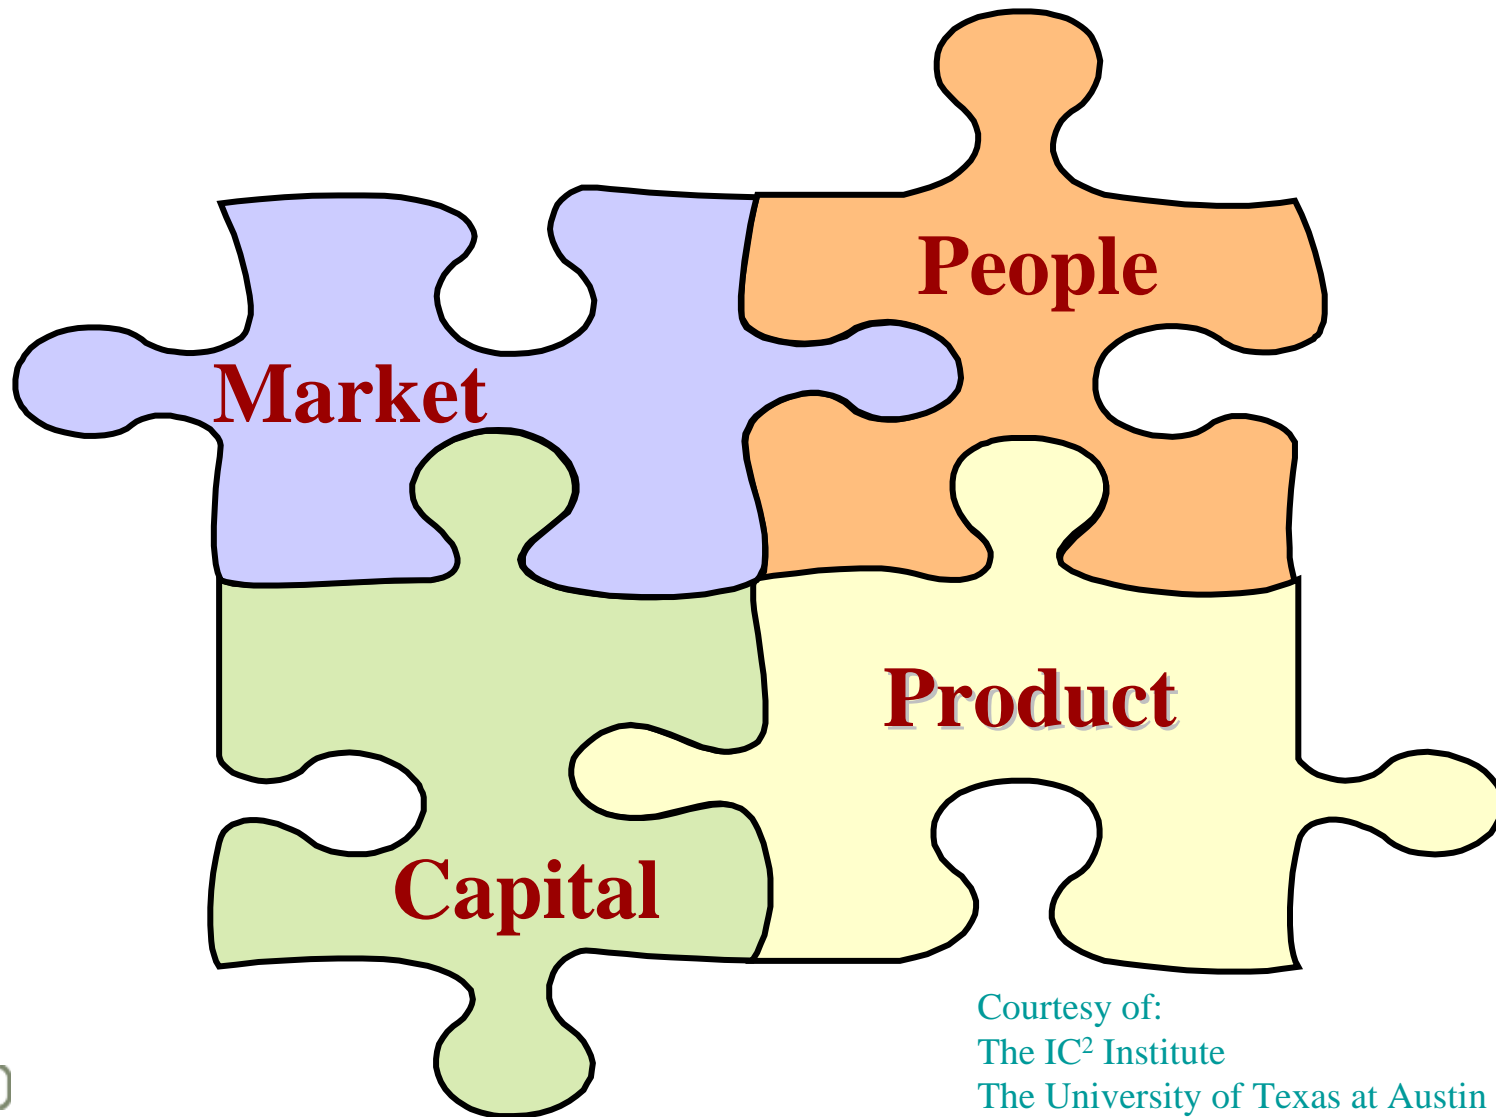 People
Market
Product
Capital
Courtesy of:
The IC² Institute
The University of Texas at Austin